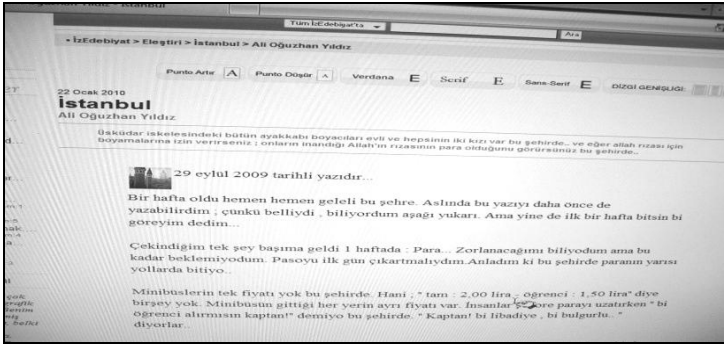 Tüm İzEdebiyat'ta
Ara
• İzEdebiyat > Eleştiri > İstanbul > Ali Oğuzhan Yıldız
Punto Artır A Punto Düşür A Verdana E Serif E Sans-Serif E DİZGİ GENİŞLİĞİ:
22 Ocak 2010
İstanbul
Ali Oğuzhan Yıldız
Üsküdar iskelesindeki bütün ayakkabı boyacıları evli ve hepsinin iki kızı var bu şehirde.. ve eğer allah rızası için
boyamalarına izin verirseniz ; onların inandığı Allah'ın rızasının para olduğunu görürsünüz bu şehirde..
29 eylül 2009 tarihli yazıdır...
Bir hafta oldu hemen hemen geleli bu şehre. Aslında bu yazıyı daha önce de
yazabilirdim ; çünkü belliydi , biliyordum aşağı yukarı. Ama yine de ilk bir hafta bitsin bi
göreyim dedim...
Çekindiğim tek şey başıma geldi 1 haftada : Para... Zorlanacağımı biliyodum ama bu
kadar beklemiyodum. Pasoyu ilk gün çıkartmalıydım.Anladım ki bu şehirde paranın yarısı
yollarda bitiyo..
Minibüslerin tek fiyatı yok bu şehirde. Hani ; " tam : 2,00 lira - öğrenci : 1,50 lira" diye
birşey yok. Minibüsün gittiği her yerin ayrı fiyatı var. İnsanlar parayı uzatırken " bi
öğrenci alırmısın kaptan!" demiyo bu şehirde. " Kaptan! bi libadiye , bi bulgurlu.. "
diyorlar..